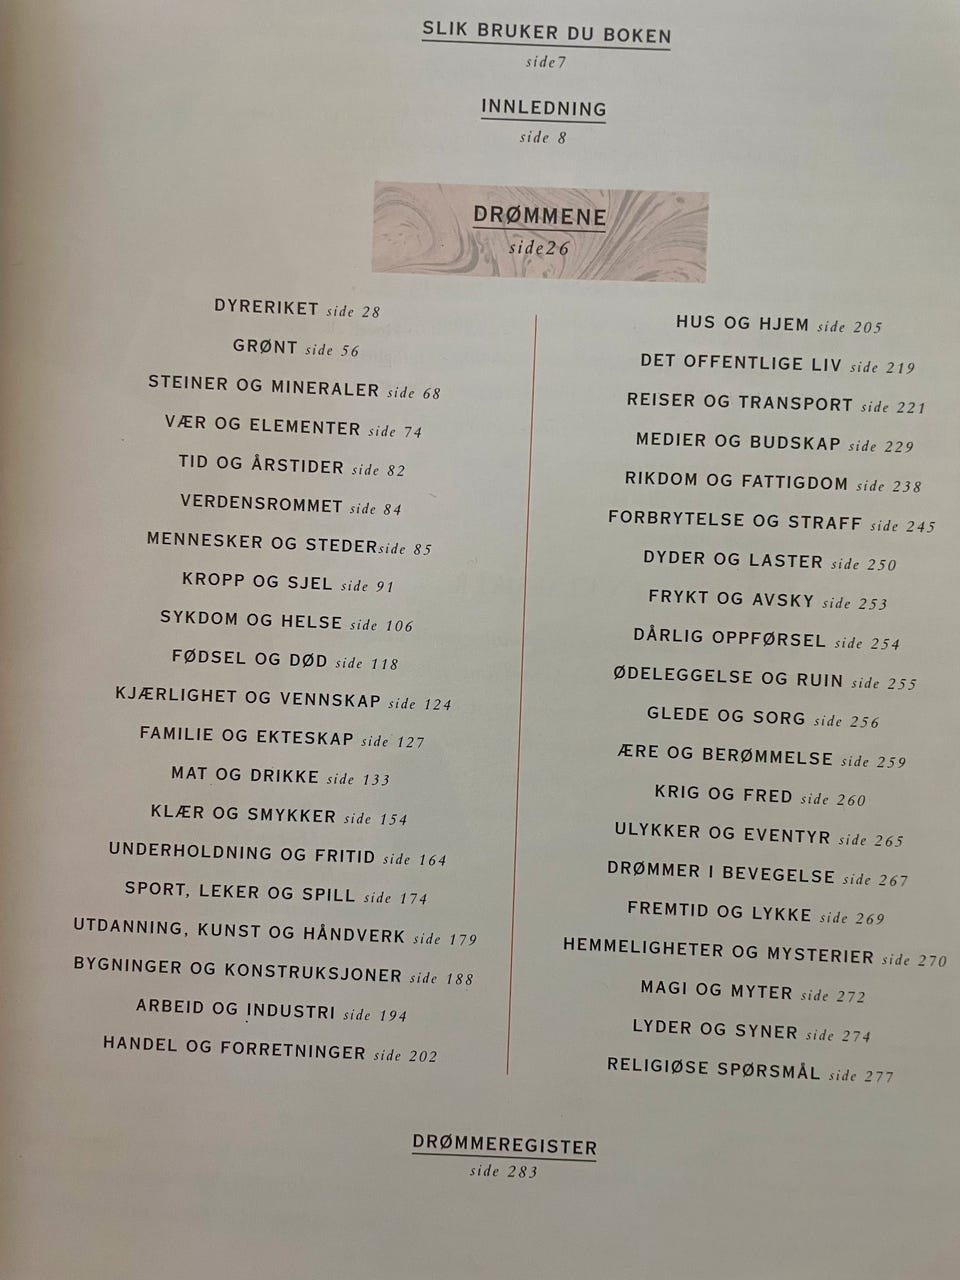 SLIK BRUKER DU BOKEN
side7
INNLEDNING
side 8
DRØMMENE
side26
DYRERIKET side 28
GRØNT side 56
STEINER OG MINERALER side 68
VÆR OG ELEMENTER side 74
TID OG ÅRSTIDER side 82
VERDENSROMMET side 84
MENNESKER OG STEDERside 85
KROPP OG SJEL side 91
SYKDOM OG HELSE side 106
FØDSEL OG DØD side 118
KJÆRLIGHET OG VENNSKAP side 124
FAMILIE OG EKTESKAP side 127
MAT OG DRIKKE side 133
KLÆR OG SMYKKER side 154
UNDERHOLDNING OG FRITID side 164
SPORT, LEKER OG SPILL side 174
UTDANNING, KUNST OG HÅNDVERK side 179
BYGNINGER OG KONSTRUKSJONER side 188
ARBEID OG INDUSTRI side 194
HANDEL OG FORRETNINGER side 202
HUS OG HJEM side 205
DET OFFENTLIGE LIV side 219
REISER OG TRANSPORT side 221
MEDIER OG BUDSKAP side 229
RIKDOM OG FATTIGDOM side 238
FORBRYTELSE OG STRAFF side 245
DYDER OG LASTER side 250
FRYKT OG AVSKY side 253
DÅRLIG OPPFØRSEL side 254
ØDELEGGELSE OG RUIN side 255
GLEDE OG SORG side 256
ÆRE OG BERØMMELSE side 259
KRIG OG FRED side 260
ULYKKER OG EVENTYR side 265
DRØMMER I BEVEGELSE side 267
FREMTID OG LYKKE side 269
HEMMELIGHETER OG MYSTERIER side 270
MAGI OG MYTER side 272
LYDER OG SYNER side 274
RELIGIØSE SPØRSMÅL side 277
DRØMMEREGISTER
side 283